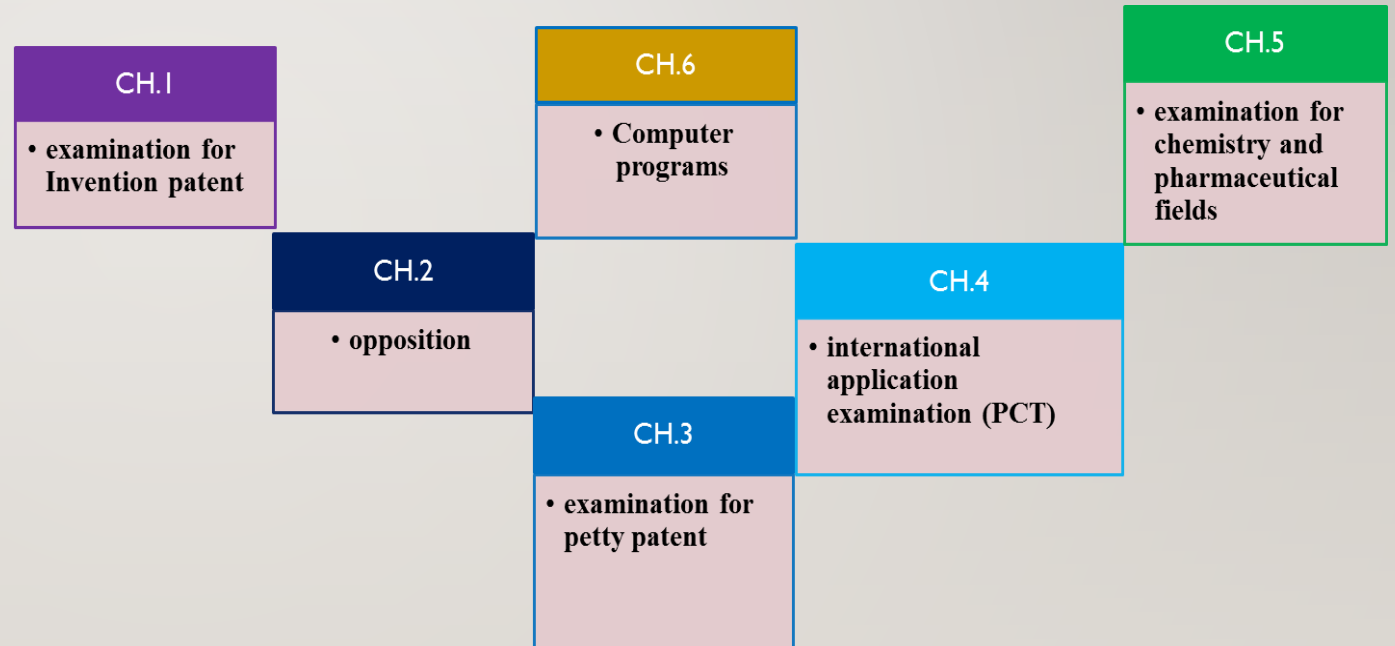 CH.1
• examination for
Invention patent
CH.2
• opposition
CH.3
• examination for
petty patent
CH.6
• Computer
programs
CH.4
• international
application
examination (PCT)
CH.5
• examination for
chemistry and
pharmaceutical
fields